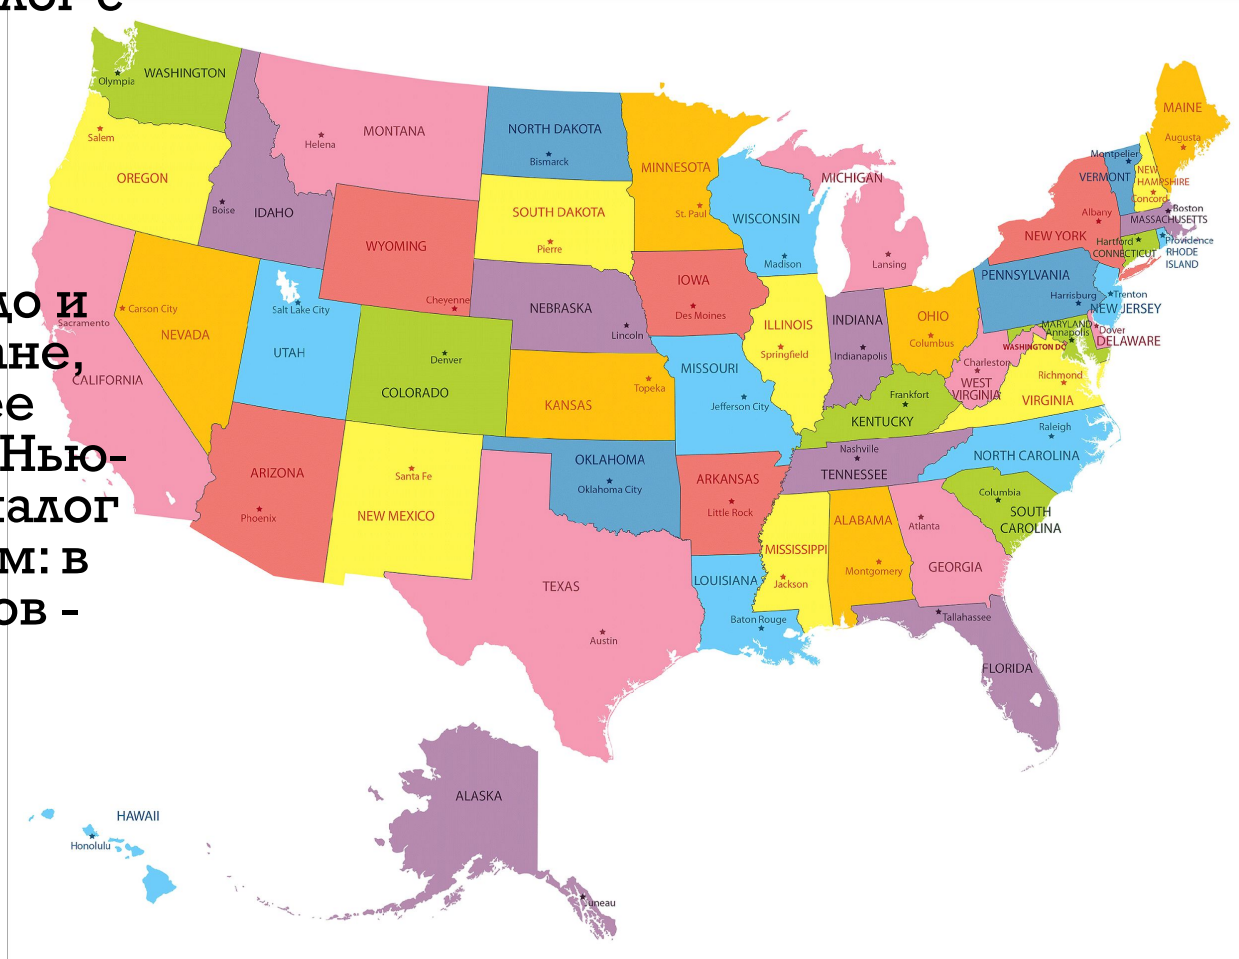 лог с
до и
ане,
ее
Нью-
налог
м: в
ов -
WASHINGTON
Olympia
MONTANA
Helena
NORTH DAKOTA
Bismarck
MINNESOTA
St. Paul
MAINE
Augusta
Salem
OREGON
Boise
IDAHO
WYOMING
Cheyenne
SOUTH DAKOTA
Pierre
WISCONSIN
Madison
MICHIGAN
Lansing
Montpelier
VERMONT
NEW
HAMPSHIRE
Concord
Boston
MASSACHUSETTS
Albany
NEW YORK
Hartford
CONNECTICUT
Providence
RHODE
ISLAND
Carson City
NEVADA
Sacramento
CALIFORNIA
Salt Lake City
UTAH
Denver
COLORADO
NEBRASKA
Lincoln
IOWA
Des Moines
ILLINOIS
Springfield
INDIANA
Indianapolis
OHIO
Columbus
PENNSYLVANIA
Harrisburg
Trenton
NEW JERSEY
MARYLAND
Annapolis
Dover
DELAWARE
WASHINGTON DC
Charleston
WEST
VIRGINIA
Richmond
VIRGINIA
KANSAS
Topeka
MISSOURI
Jefferson City
Frankfort
KENTUCKY
ARIZONA
Phoenix
Santa Fe
NEW MEXICO
OKLAHOMA
Oklahoma City
ARKANSAS
Little Rock
Nashville
TENNESSEE
Raleigh
NORTH CAROLINA
Columbia
SOUTH
CAROLINA
TEXAS
Austin
LOUISIANA
Baton Rouge
MISSISSIPPI
Jackson
ALABAMA
Montgomery
Atlanta
GEORGIA
Tallahassee
FLORIDA
ALASKA
uneau
HAWAII
Honolulu